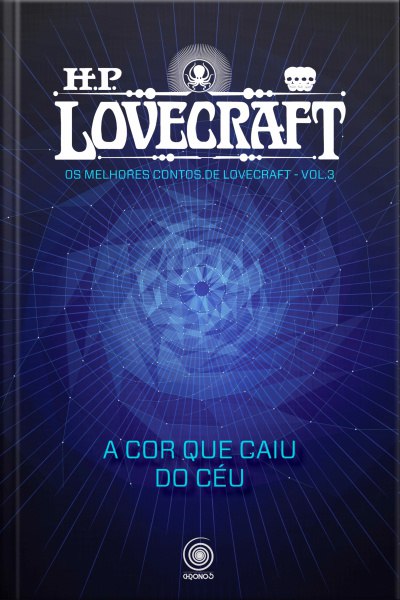 H.P.
LOVECRAFT
OS MELHORES CONTOS DE LOVECRAFT - VOL.3
A COR QUE CAIU
DO CÉU